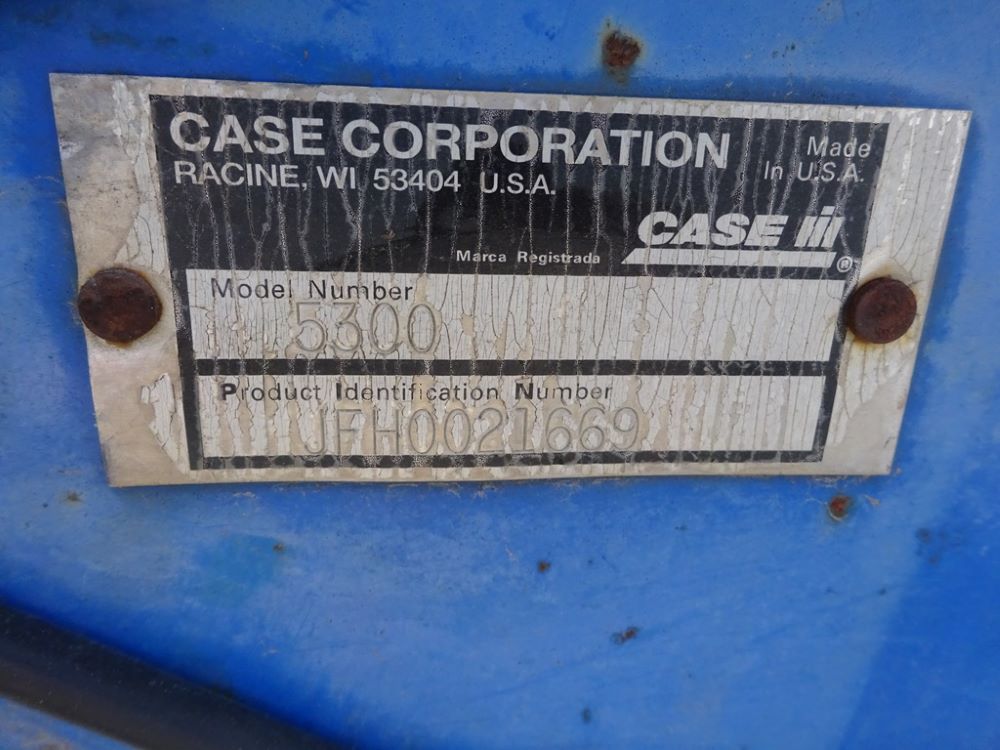 CASE CORPORATION
RACINE, WI 53404 U.S.A.
Made
In U.S.A.
CASE IH
Marca Registrada ®
Model Number
5300
Product Identification Number
JFH0021669